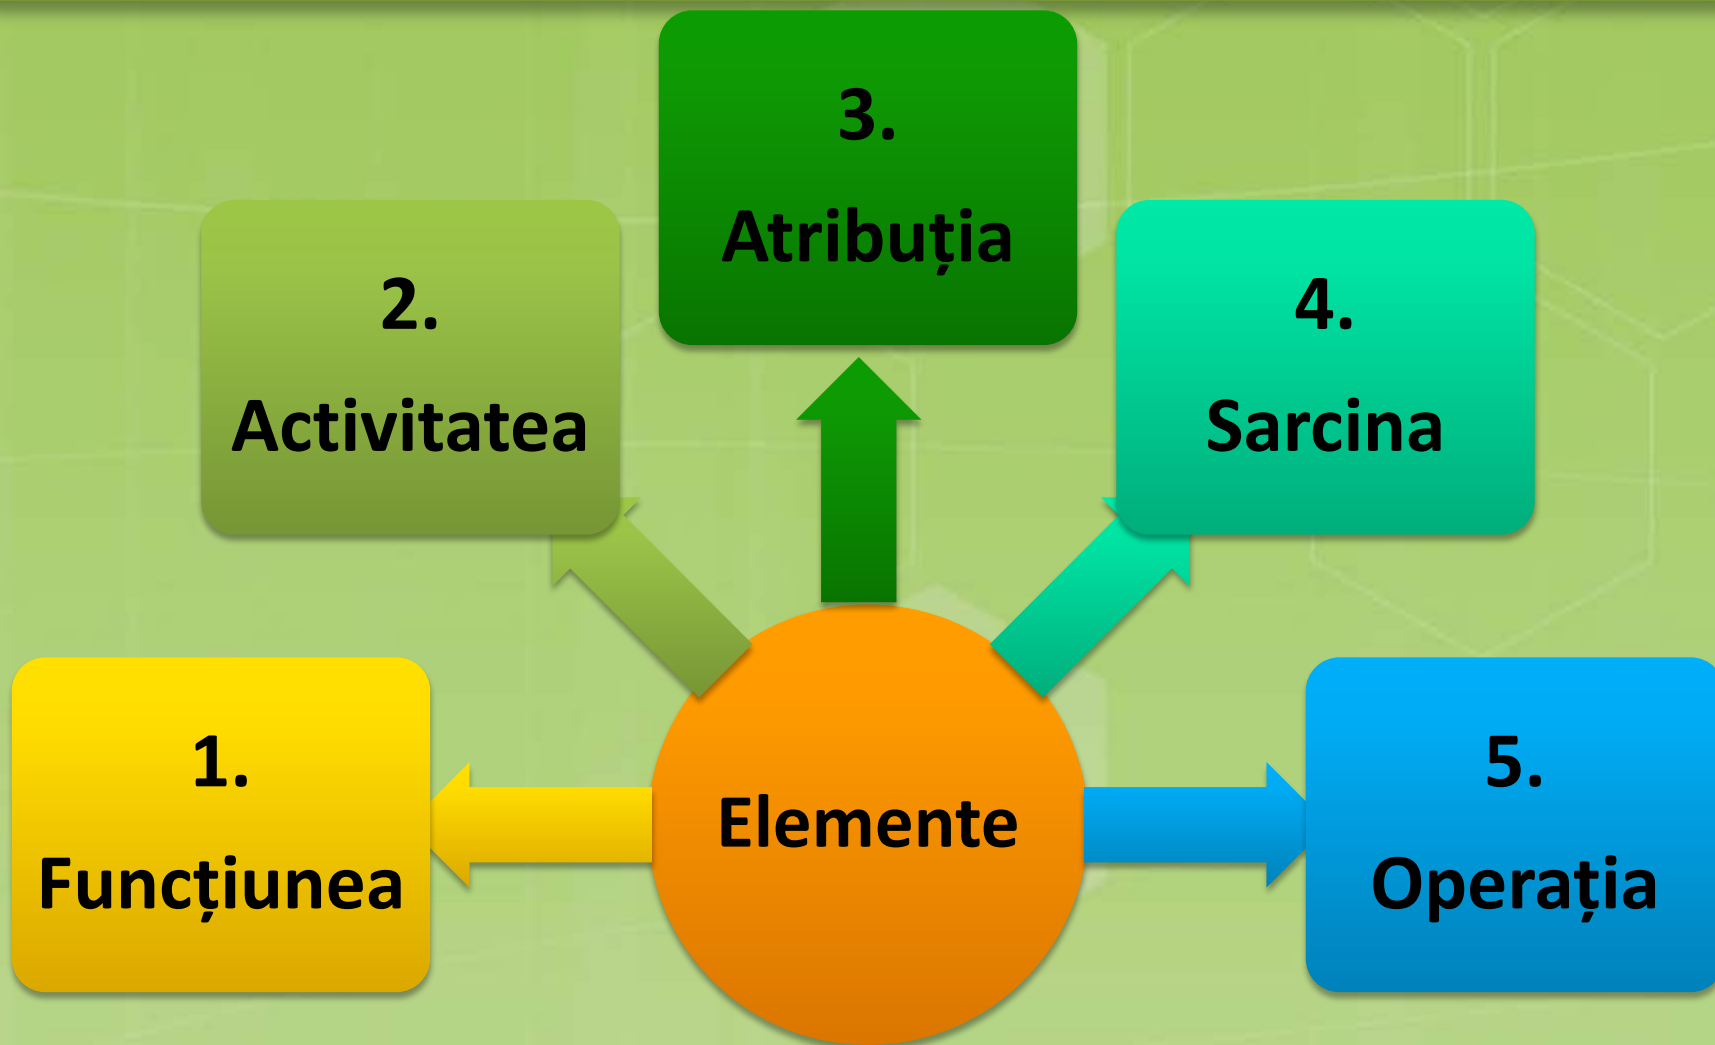 1.
Funcțiunea
2.
Activitatea
3.
Atribuția
4.
Sarcina
5.
Operația
Elemente